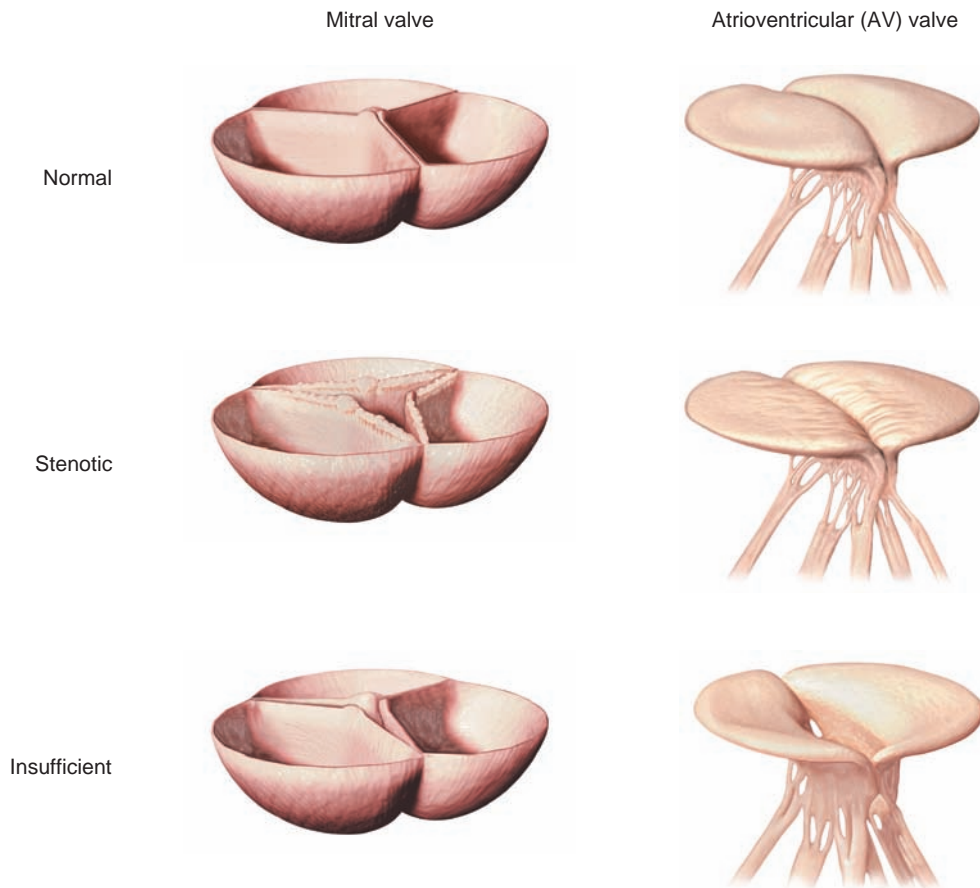 Mitral valve
Atrioventricular (AV) valve
Normal
Stenotic
Insufficient